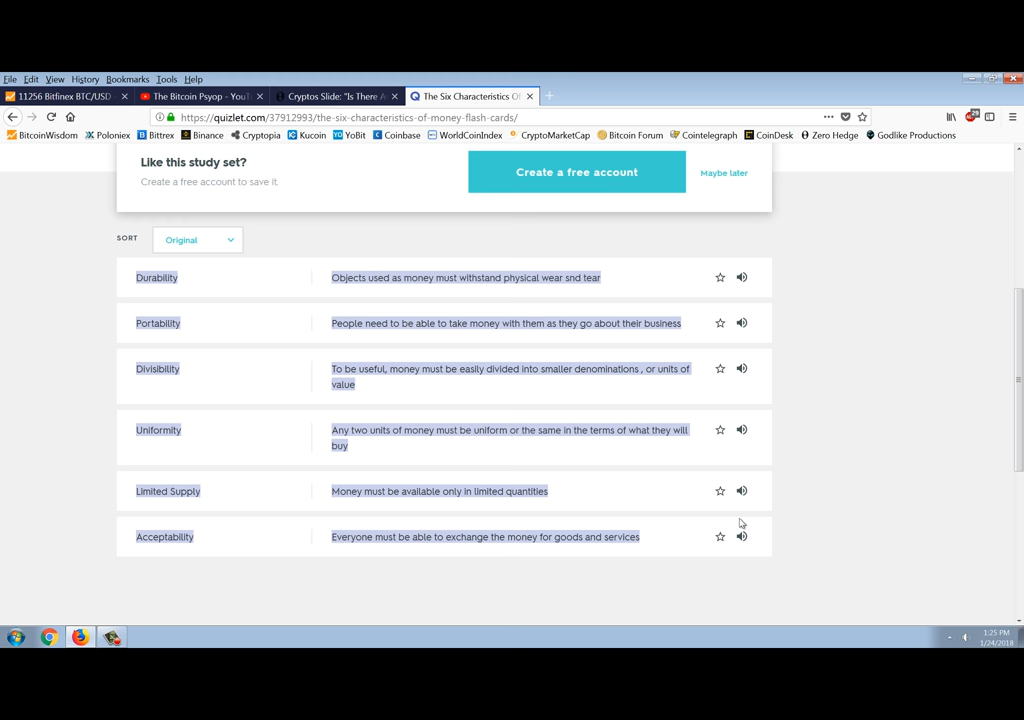 File Edit View History Bookmarks Tools Help
11256 Bitfinex BTC/USD
The Bitcoin Psyop - YouT
Cryptos Slide: "Is There A
The Six Characteristics Of
https://quizlet.com/37912993/the-six-characteristics-of-money-flash-cards/
BitcoinWisdom Poloniex Bittrex Binance Cryptopia Kucoin YoBit Coinbase WorldCoinIndex CryptoMarketCap Bitcoin Forum Cointelegraph CoinDesk Zero Hedge Godlike Productions
Like this study set?
Create a free account to save it
Create a free account
Maybe later
SORT
Original
Durability
Objects used as money must withstand physical wear snd tear
Portability
People need to be able to take money with them as they go about their business
Divisibility
To be useful, money must be easily divided into smaller denominations , or units of
value
Uniformity
Any two units of money must be uniform or the same in the terms of what they will
buy
Limited Supply
Money must be available only in limited quantities
Acceptability
Everyone must be able to exchange the money for goods and services
1:25 PM
1/24/2018